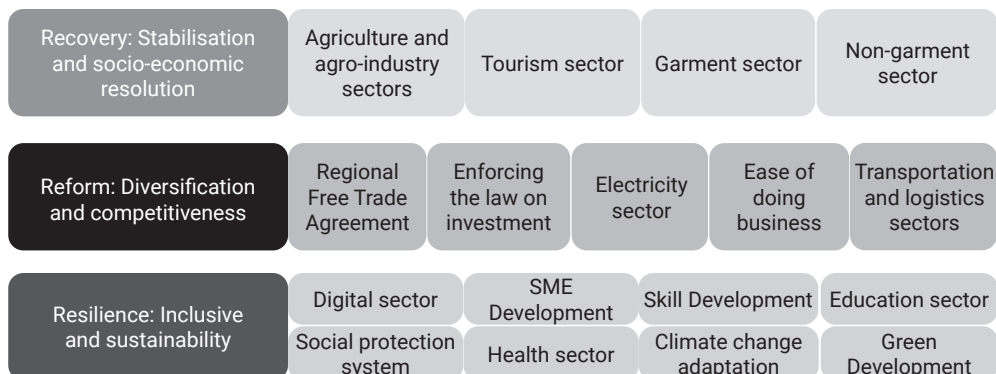 Recovery: Stabilisation
and socio-economic
resolution
Agriculture and
agro-industry
sectors
Tourism sector
Garment sector
Non-garment
sector
Reform: Diversification
and competitiveness
Regional
Free Trade
Agreement
Enforcing
the law on
investment
Electricity
sector
Ease of
doing
business
Transportation
and logistics
sectors
Resilience: Inclusive
and sustainability
Digital sector
SME
Development
Skill Development
Education sector
Social protection
system
Health sector
Climate change
adaptation
Green
Development